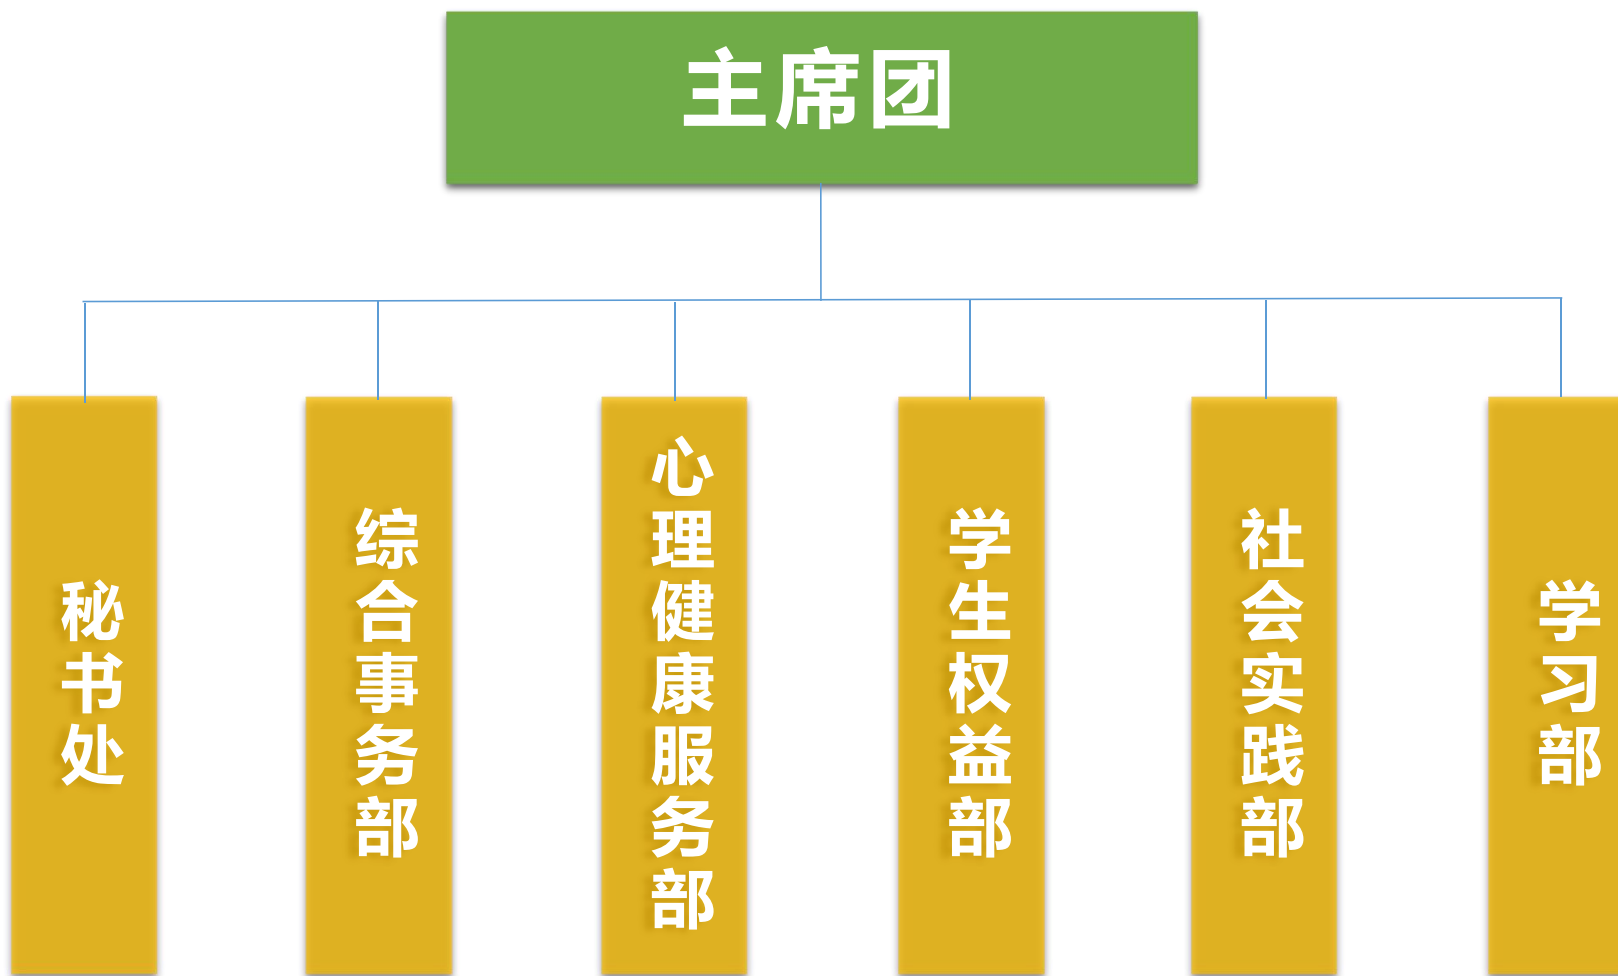 主席团
秘书处
综合事务部
心理健康服务部
学生权益部
社会实践部
学习部